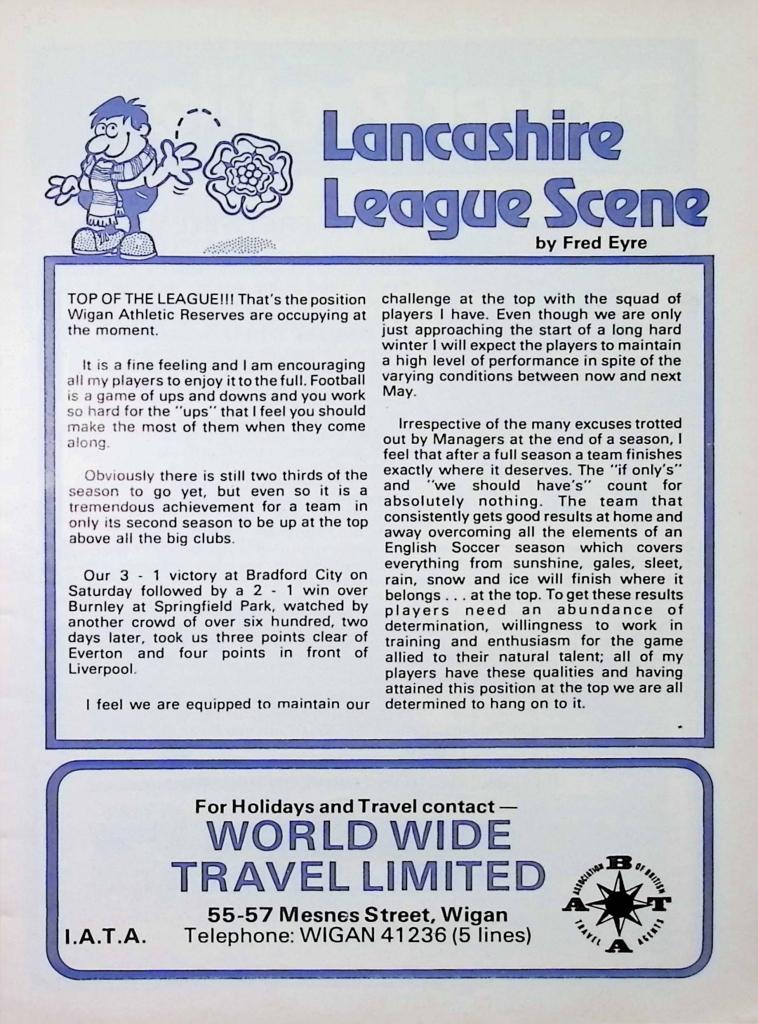 Lancashire
League Scene
by Fred Eyre
TOP OF THE LEAGUE!!! That's the position
Wigan Athletic Reserves are occupying at
the moment.
It is a fine feeling and I am encouraging
all my players to enjoy it to the full. Football
is a game of ups and downs and you work
so hard for the "ups" that I feel you should
make the most of them when they come
along.
Obviously there is still two thirds of the
season to go yet, but even so it is a
tremendous achievement for a team in
only its second season to be up at the top
above all the big clubs.
Our 3 - 1 victory at Bradford City on
Saturday followed by a 2 - 1 win over
Burnley at Springfield Park, watched by
another crowd of over six hundred, two
days later, took us three points clear of
Everton and four points in front of
Liverpool.
I feel we are equipped to maintain our
challenge at the top with the squad of
players I have. Even though we are only
just approaching the start of a long hard
winter I will expect the players to maintain
a high level of performance in spite of the
varying conditions between now and next
May.
Irrespective of the many excuses trotted
out by Managers at the end of a season, I
feel that after a full season a team finishes
exactly where it deserves. The "if only's"
and "we should have's" count for
absolutely nothing. The team that
consistently gets good results at home and
away overcoming all the elements of an
English Soccer season which covers
everything from sunshine, gales, sleet,
rain, snow and ice will finish where it
belongs . . . at the top. To get these results
players need an abundance of
determination, willingness to work in
training and enthusiasm for the game
allied to their natural talent; all of my
players have these qualities and having
attained this position at the top we are all
determined to hang on to it.
For Holidays and Travel contact —
WORLD WIDE
TRAVEL LIMITED
55-57 Mesnes Street, Wigan
I.A.T.A.
Telephone: WIGAN 41236 (5 lines)
ASSOCIATION OF BRITISH
TRAVEL AGENTS
A B T A